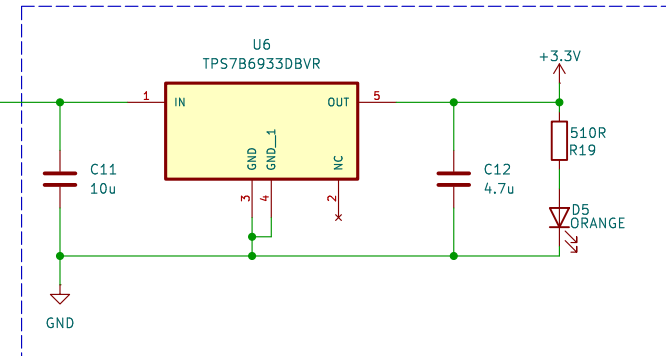 U6
TPS7B6933DBVR
+3.3V
1
IN
OUT
5
GND
GND_1
NC
3
4
2
C11
10u
C12
4.7u
510R
R19
D5
ORANGE
GND